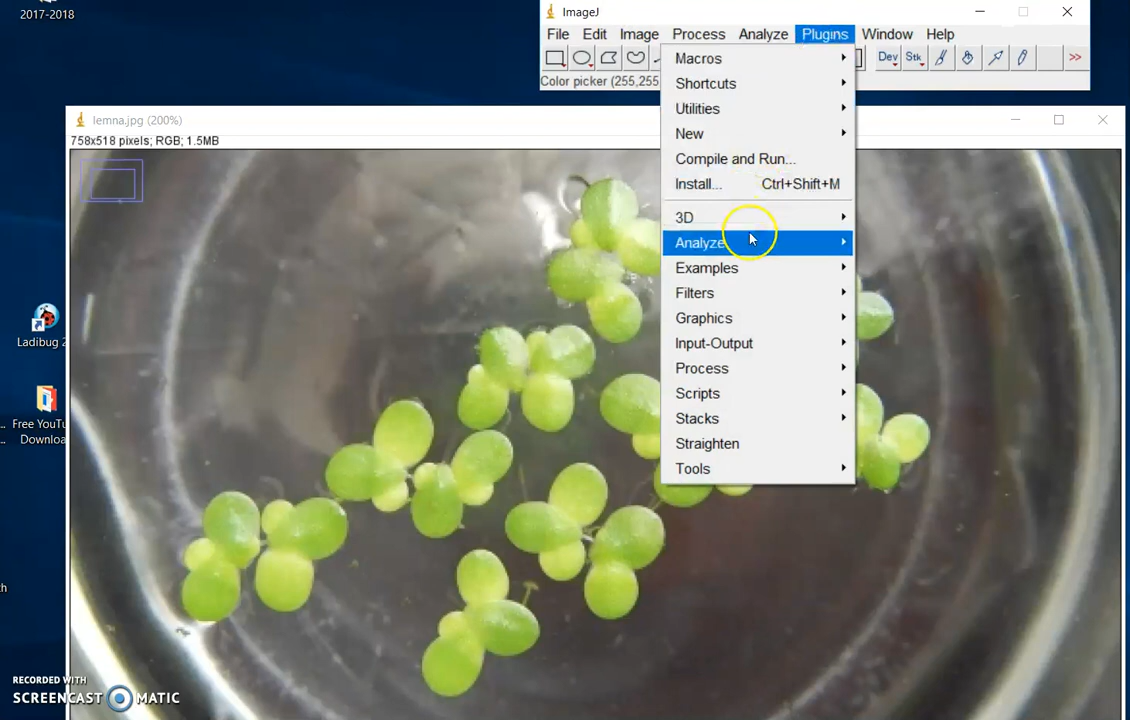 2017-2018
ImageJ
File Edit Image Process Analyze Plugins Window Help
Dev Stk >>
Color picker (255,255,
lemna.jpg (200%)
758x518 pixels; RGB; 1.5MB
Macros
Shortcuts
Utilities
New
Compile and Run...
Install... Ctrl+Shift+M
3D
Analyze
Examples
Filters
Graphics
Input-Output
Process
Scripts
Stacks
Straighten
Tools
Ladibug 2
Free YouTu
Downloa
RECORDED WITH
SCREENCAST MATIC